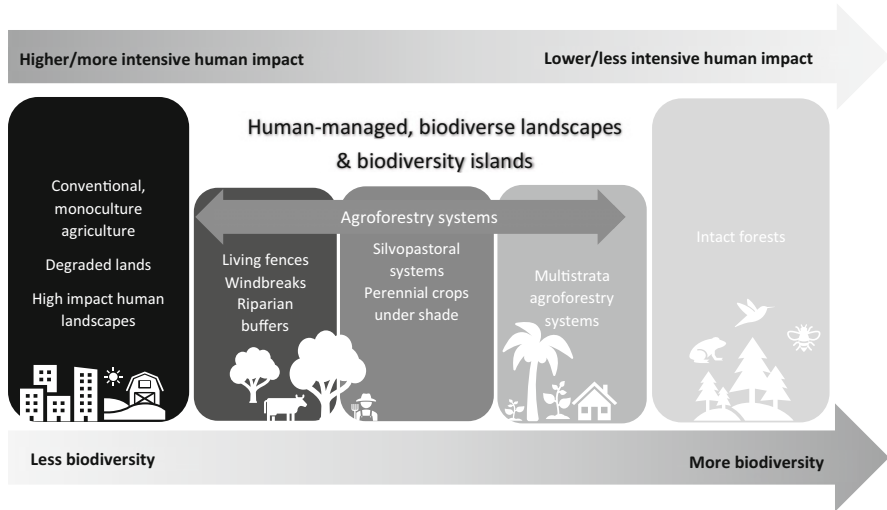 Higher/more intensive human impact
Lower/less intensive human impact
Human-managed, biodiverse landscapes
& biodiversity islands
Conventional,
monoculture
agriculture
Degraded lands
High impact human
landscapes
Agroforestry systems
Living fences
Windbreaks
Riparian
buffers
Silvopastoral
systems
Perennial crops
under shade
Multistrata
agroforestry
systems
Intact forests
Less biodiversity
More biodiversity